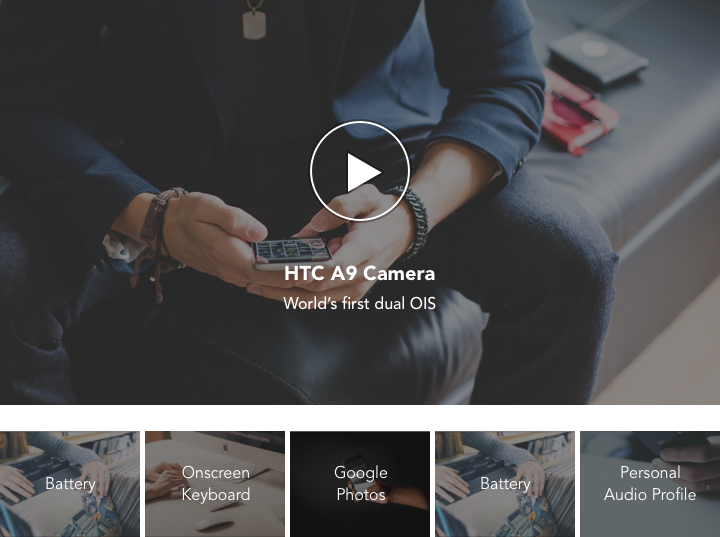 HTC A9 Camera
World's first dual OIS
Battery
Onscreen
Keyboard
Google
Photos
Battery
Personal
Audio Profile